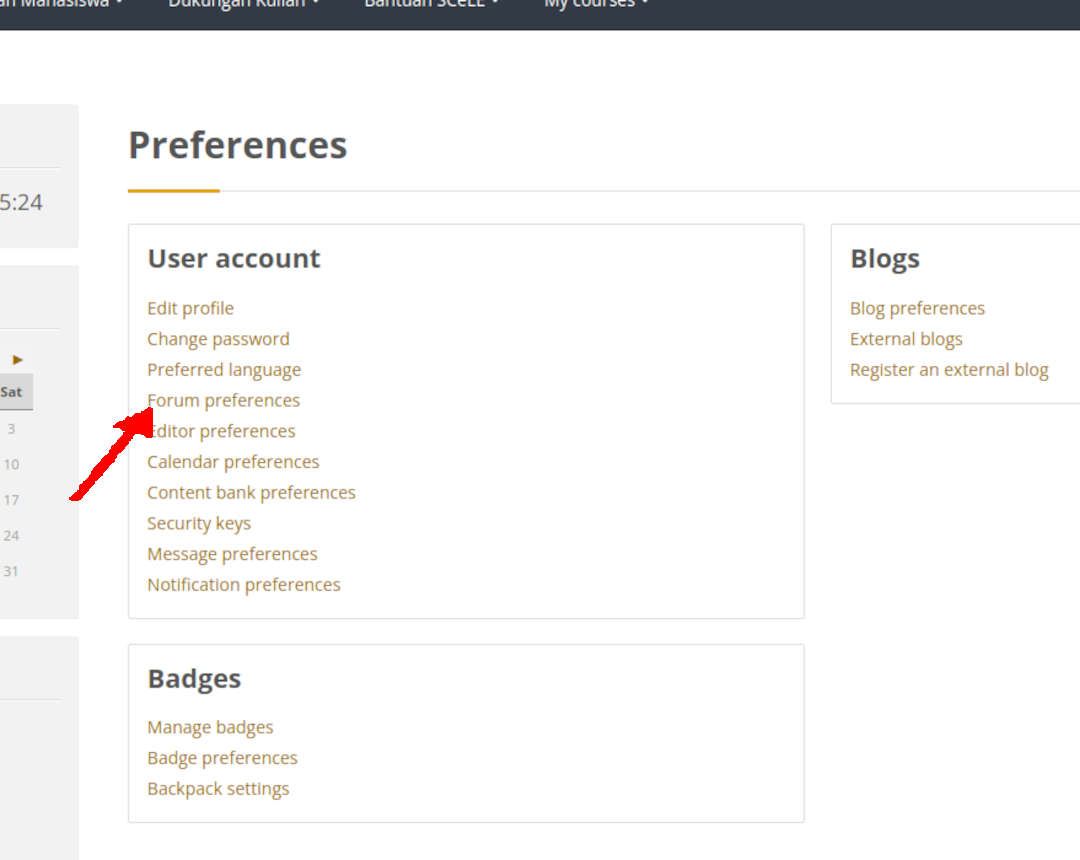 Mahasiswa
Dukungan Kuliah
Bantuan SCeLE
My courses
5:24
Sat
3
10
17
24
31
Preferences
User account
Edit profile
Change password
Preferred language
Forum preferences
Editor preferences
Calendar preferences
Content bank preferences
Security keys
Message preferences
Notification preferences
Blogs
Blog preferences
External blogs
Register an external blog
Badges
Manage badges
Badge preferences
Backpack settings